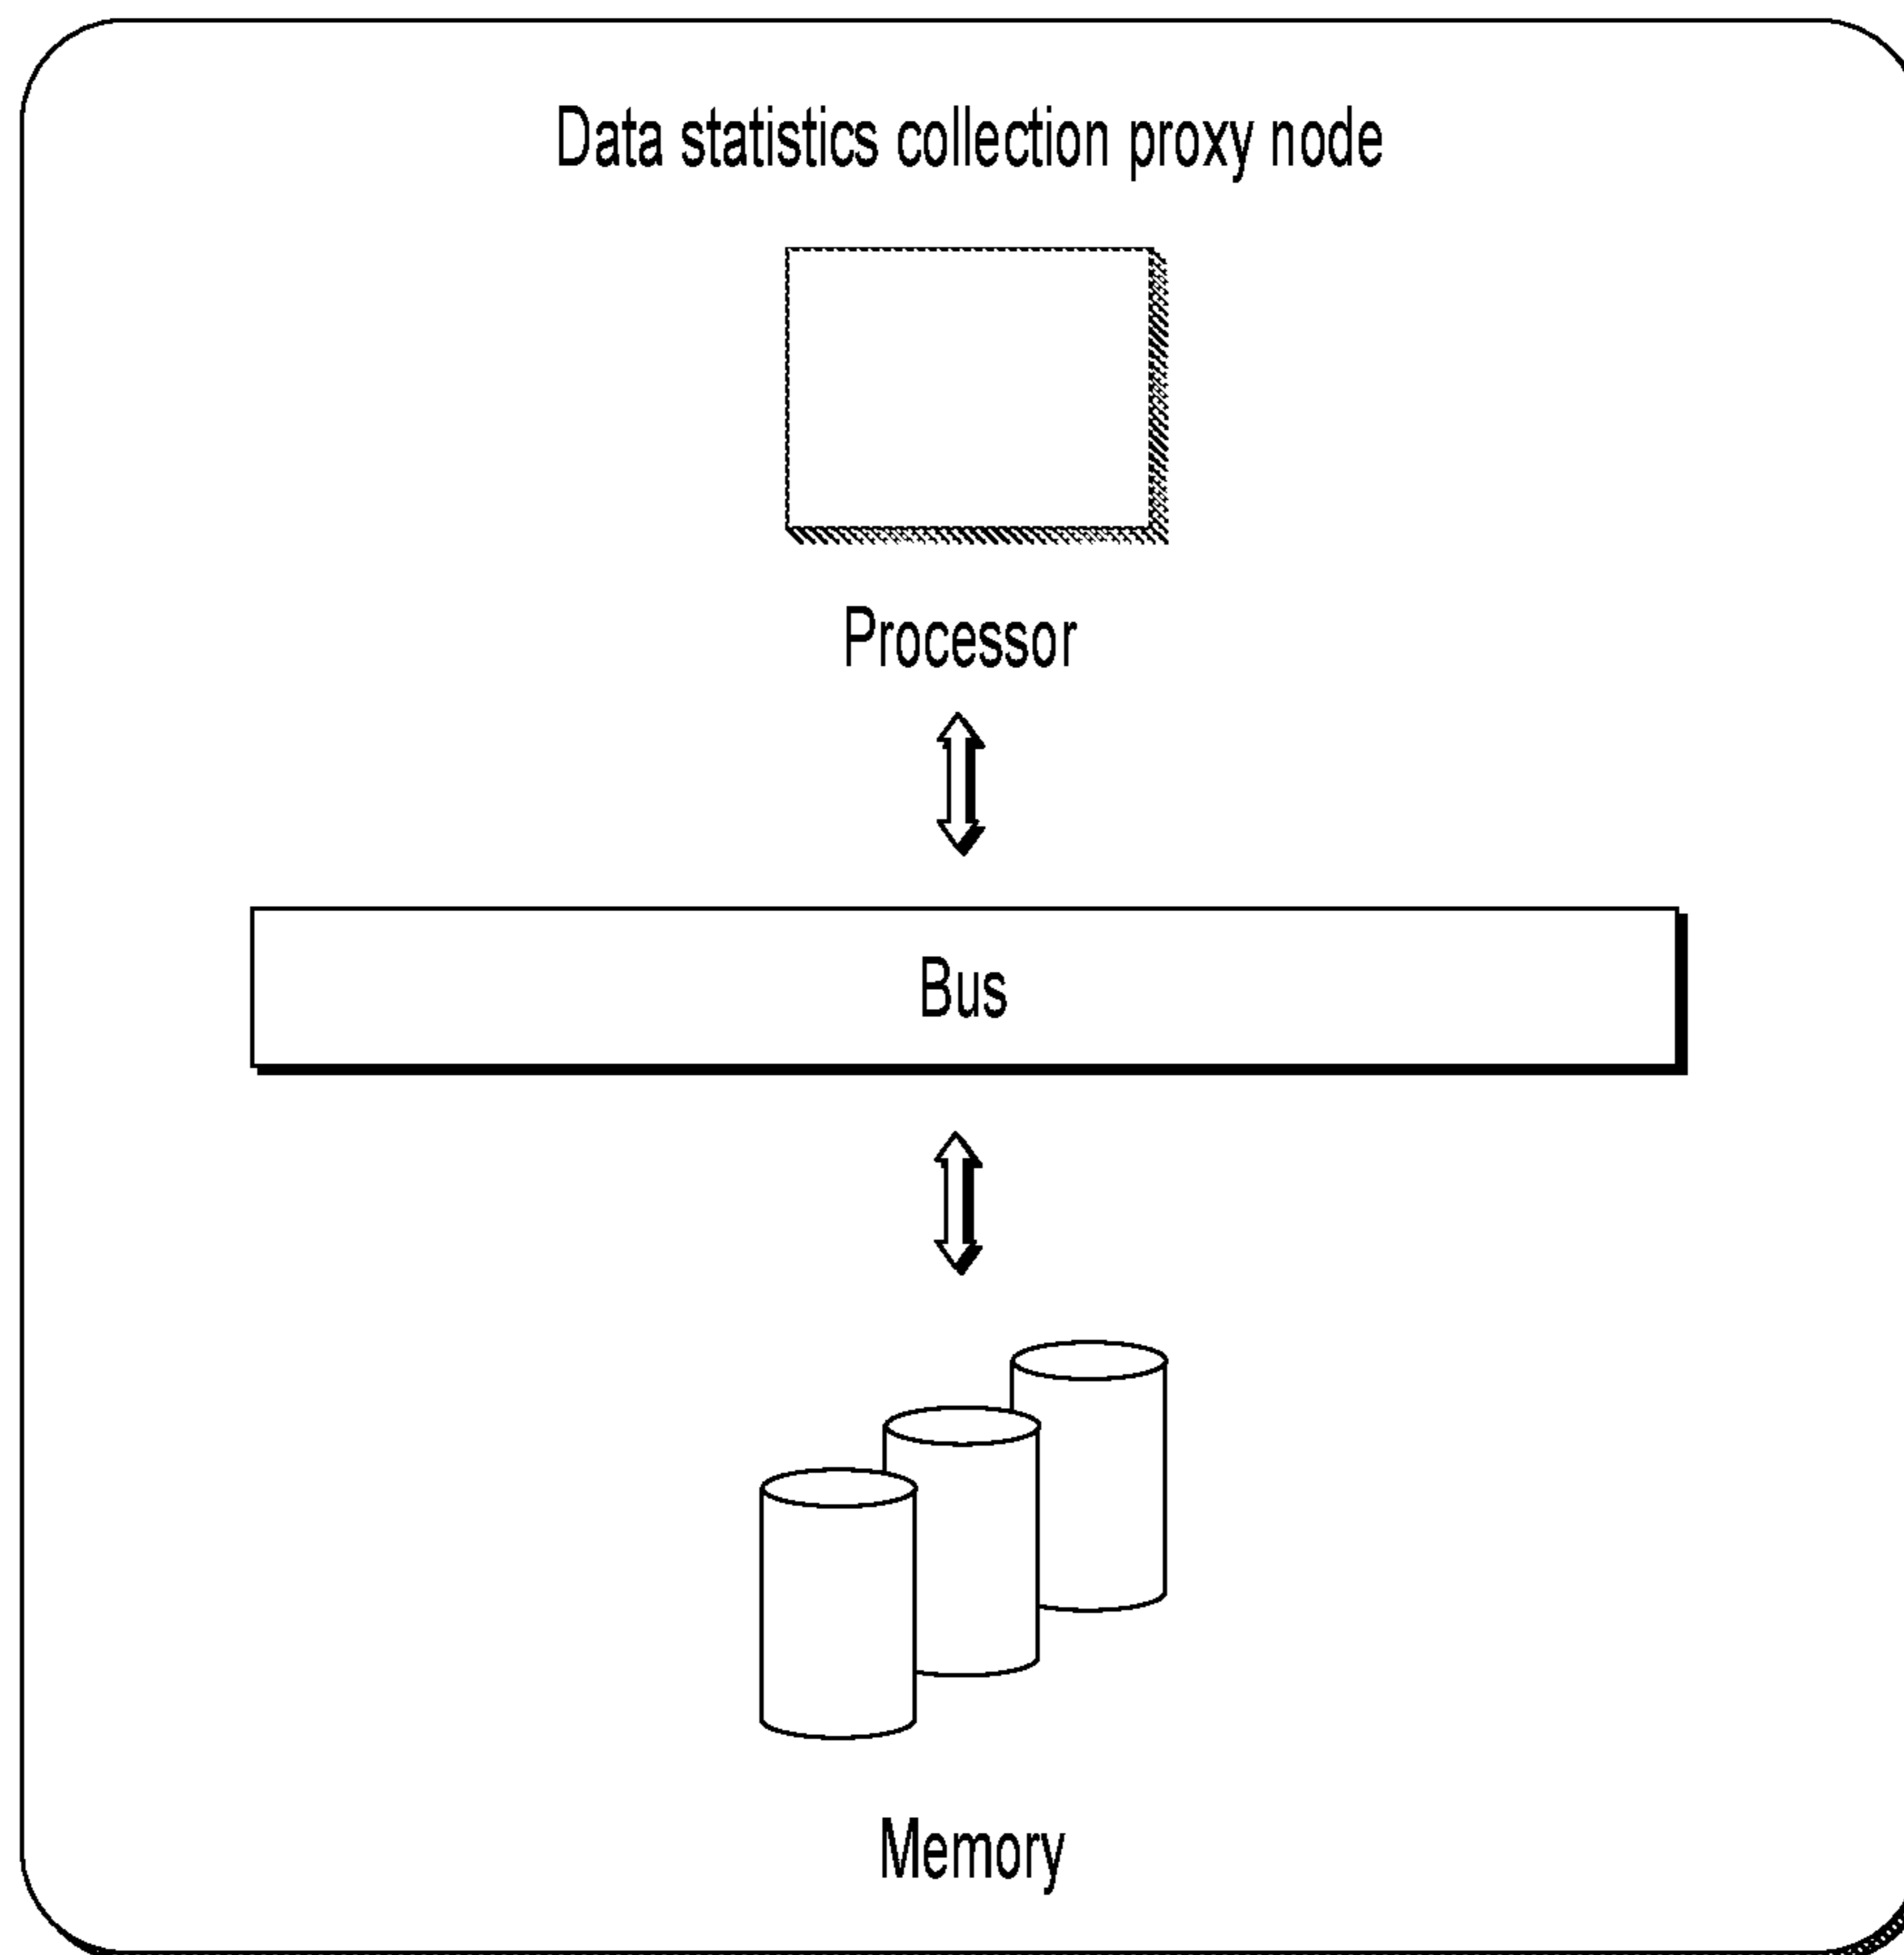 Data statistics collection proxy node
Processor
Bus
Memory